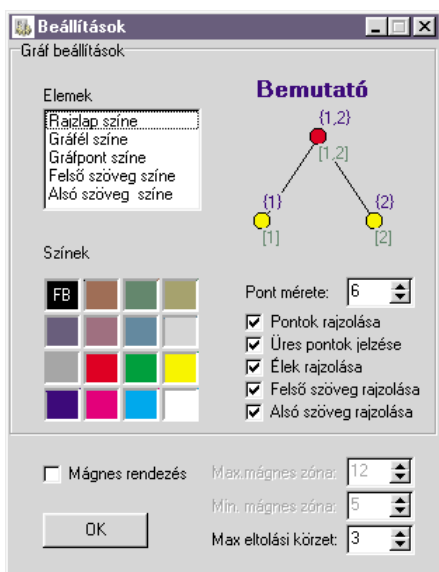 Beállítások
Gráf beállítások
Elemek
Rajzlap színe
Gráfél színe
Gráfpont színe
Felső szöveg színe
Alsó szöveg színe
Bemutató
{1,2}
[1,2]
{1}
{2}
[1]
[2]
Színek
FB
Pont mérete: 6
Pontok rajzolása
Üres pontok jelzése
Élek rajzolása
Felső szöveg rajzolása
Alsó szöveg rajzolása
Mágnes rendezés
Max.mágnes zóna: 12
Min. mágnes zóna: 5
Max eltolási körzet: 3
OK